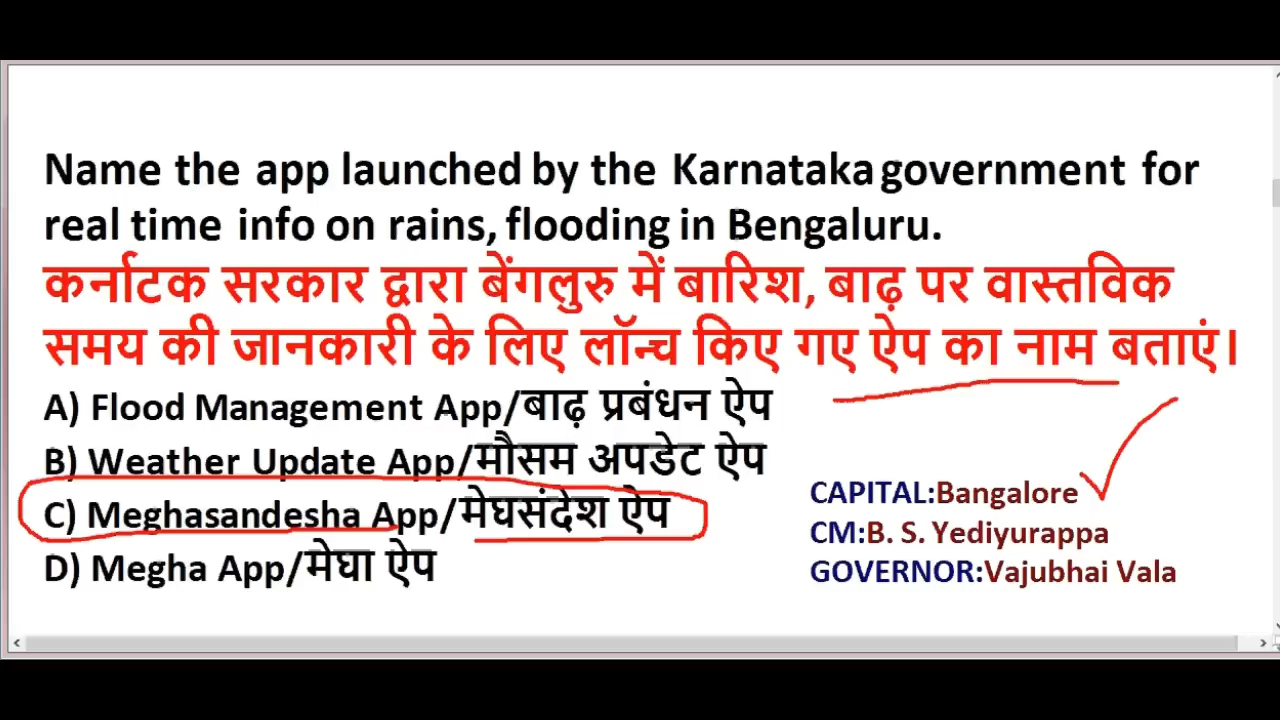 Name the app launched by the Karnataka government for
real time info on rains, flooding in Bengaluru.
कर्नाटक सरकार द्वारा बेंगलुरु में बारिश, बाढ़ पर वास्तविक
समय की जानकारी के लिए लॉन्च किए गए ऐप का नाम बताएं।
A) Flood Management App/बाढ़ प्रबंधन ऐप
B) Weather Update App/मौसम अपडेट ऐप
C) Meghasandesha App/मेघसंदेश ऐप
D) Megha App/मेघा ऐप
CAPITAL:Bangalore
CM:B. S. Yediyurappa
GOVERNOR:Vajubhai Vala